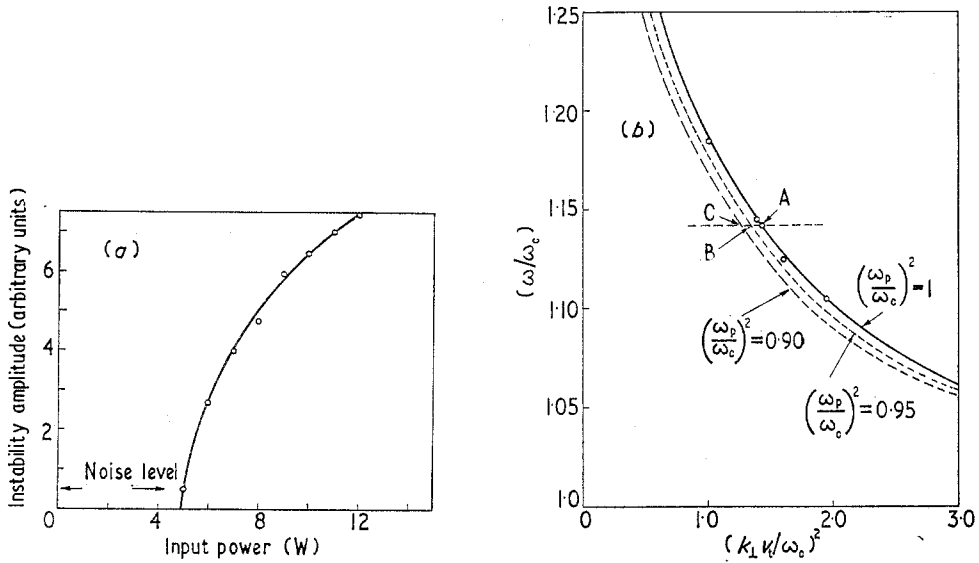 (a)
Instability amplitude (arbitrary units)
6
4
2
0
Noise level
0
4
8
12
Input power (W)
(b)
1·25
1·20
1·15
1·10
1·05
1·0
(ω/ω_c)
A
C
B
(ω_p/ω_c)²=1
(ω_p/ω_c)²=0·90
(ω_p/ω_c)²=0·95
0
1·0
2·0
3·0
(k⊥ v_t/ω_c)²